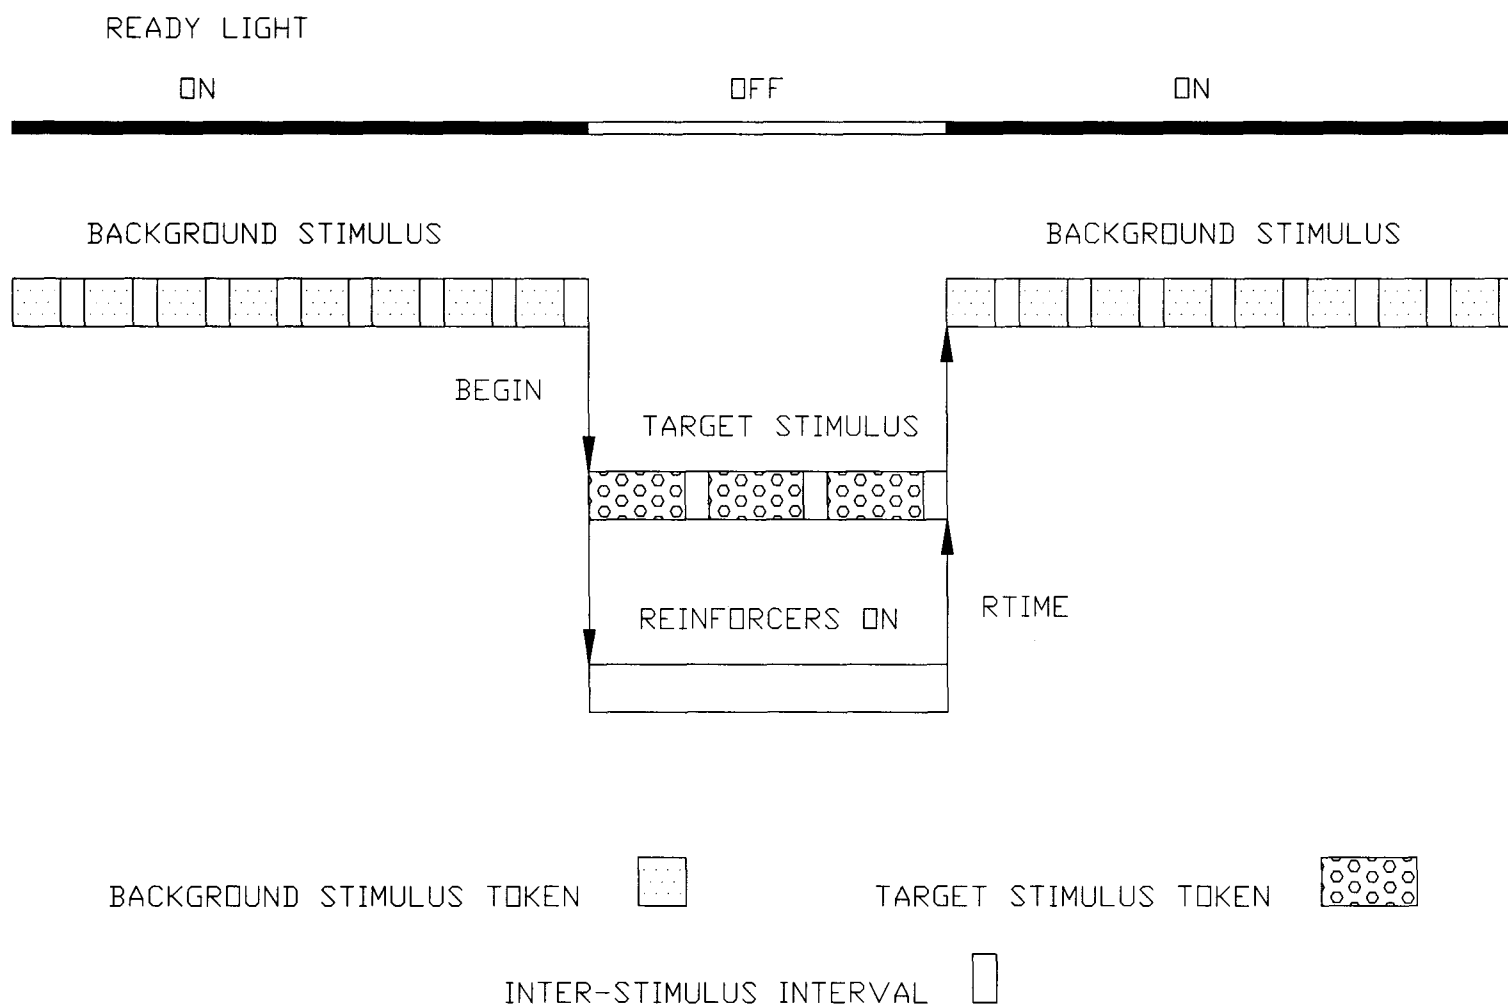 READY LIGHT
ON OFF ON
BACKGROUND STIMULUS BACKGROUND STIMULUS
BEGIN
TARGET STIMULUS
RTIME
REINFORCERS ON
BACKGROUND STIMULUS TOKEN TARGET STIMULUS TOKEN
INTER-STIMULUS INTERVAL